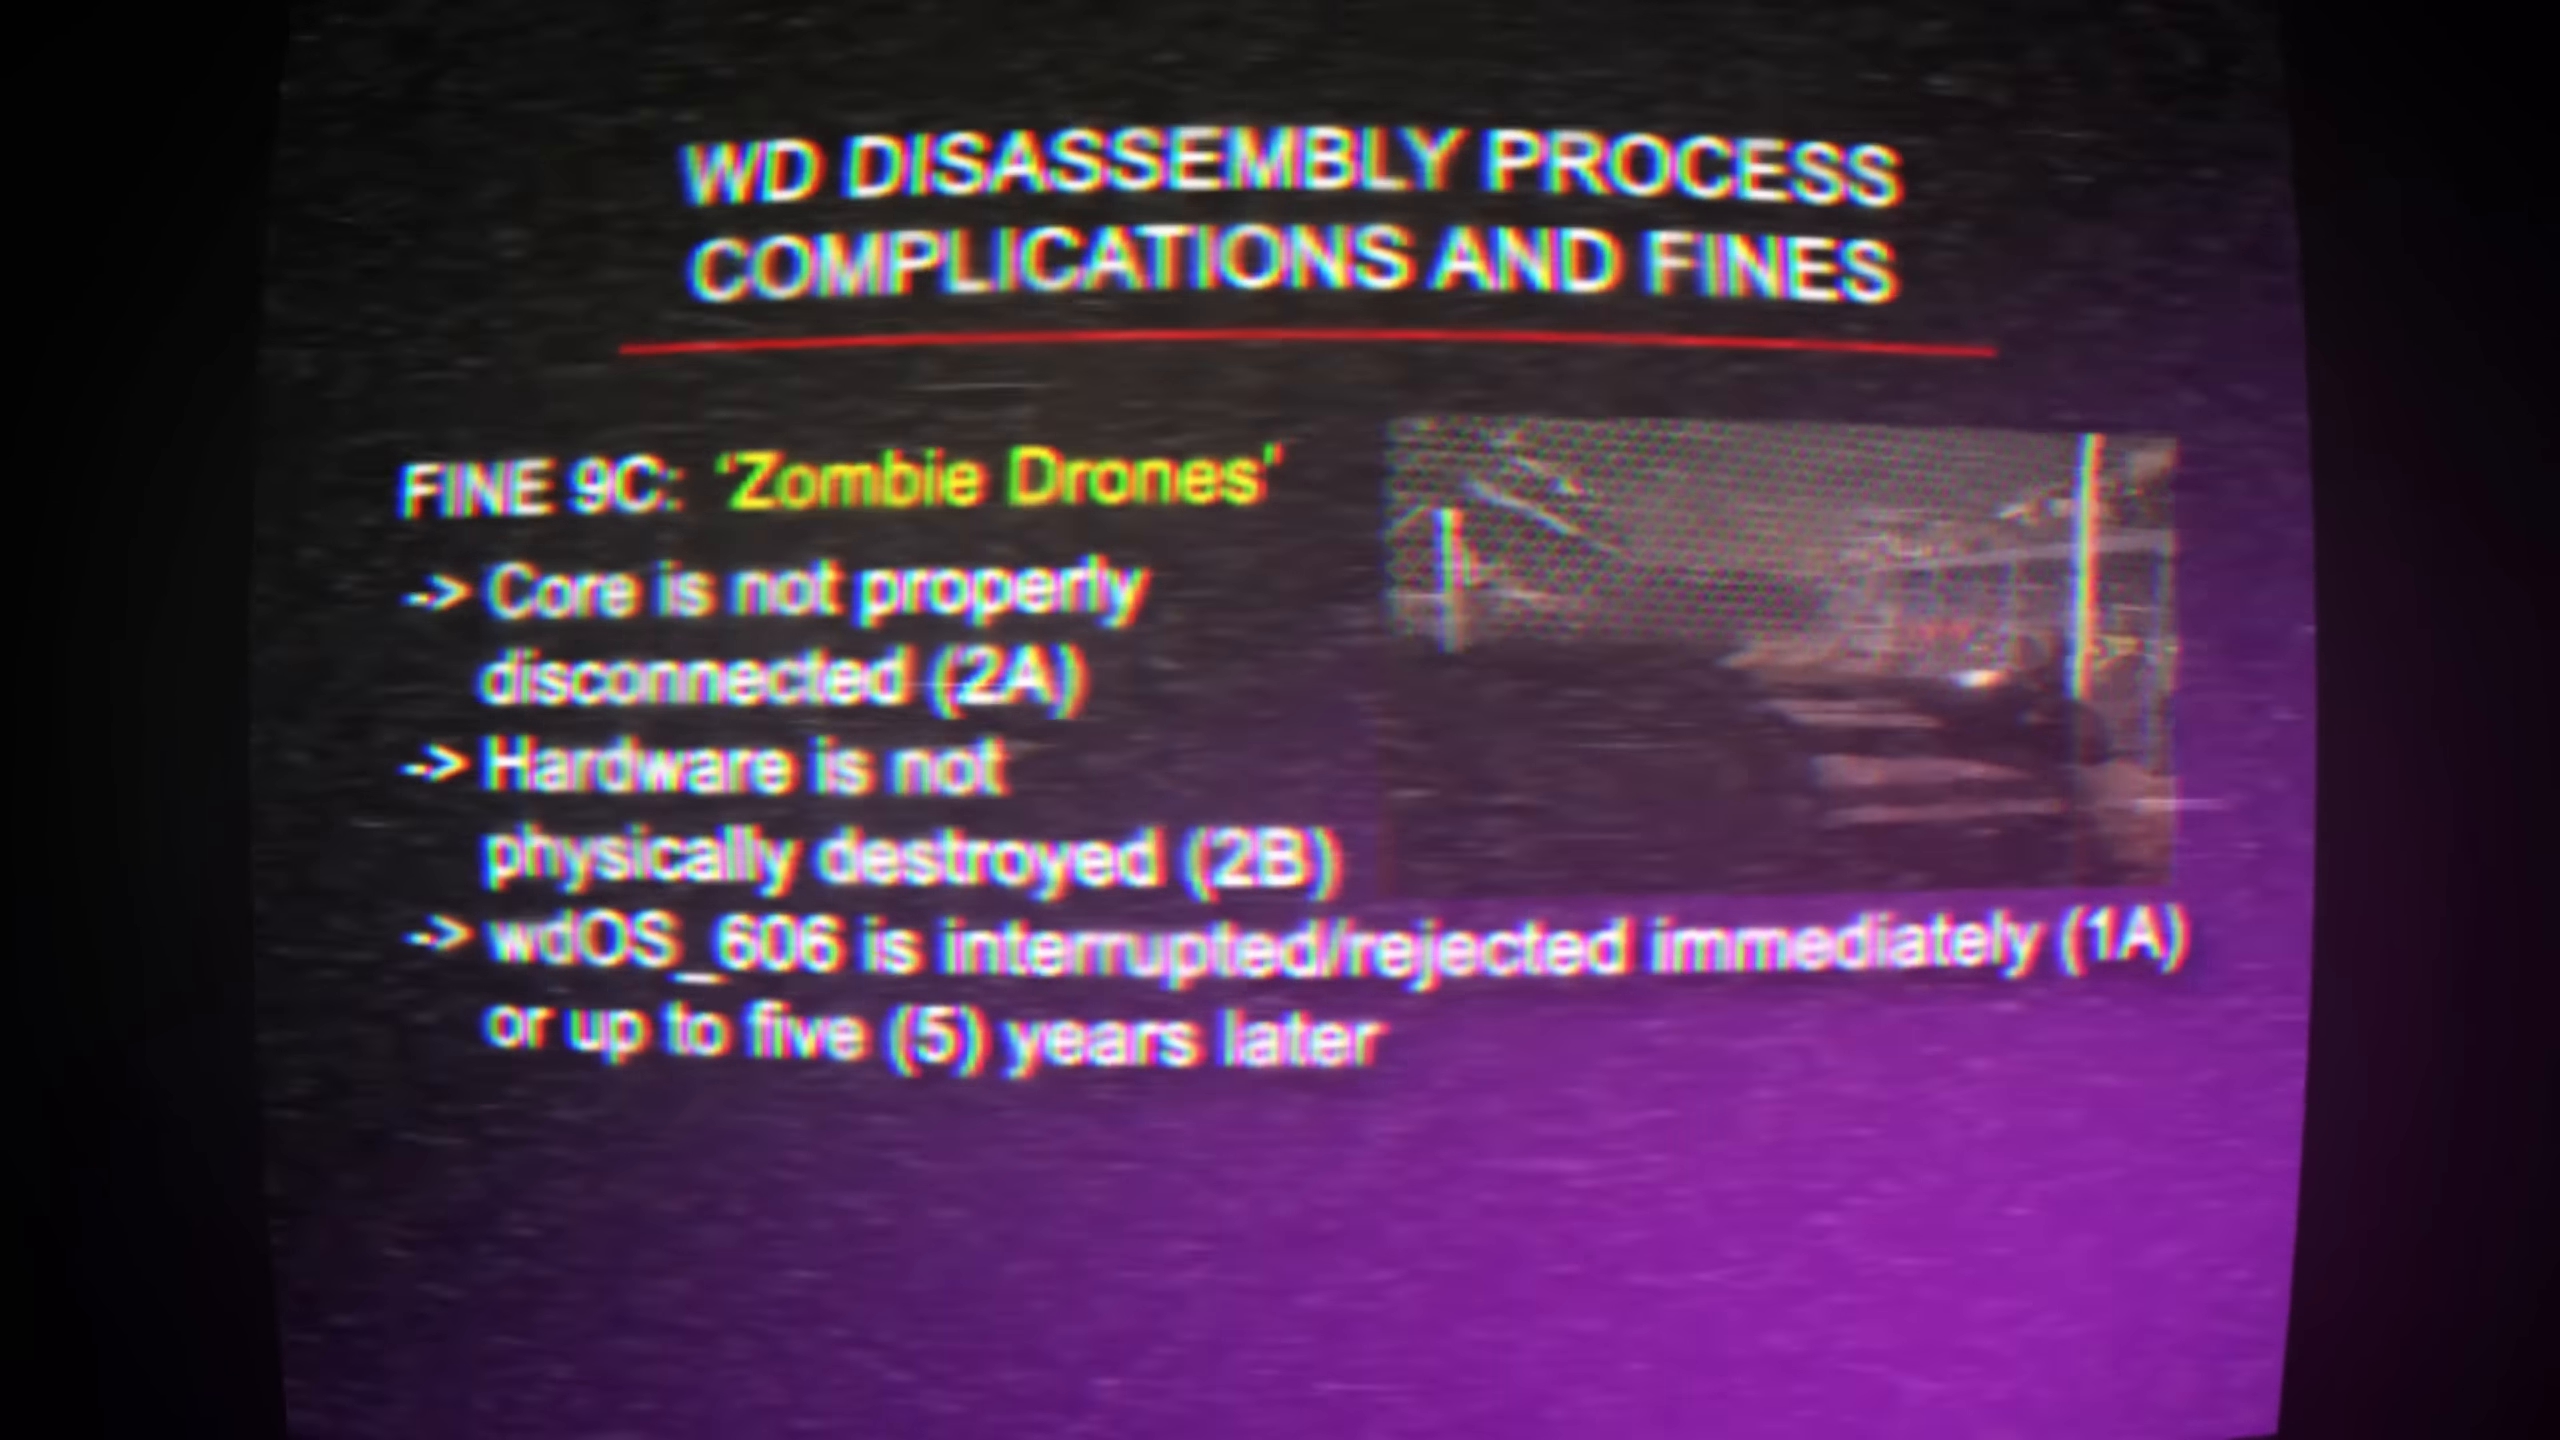 WD DISASSEMBLY PROCESS
COMPLICATIONS AND FINES
FINE 9C: 'Zombie Drones'
-> Core is not properly
disconnected (2A)
-> Hardware is not
physically destroyed (2B)
-> wdOS_606 is interrupted/rejected immediately (1A)
or up to five (5) years later